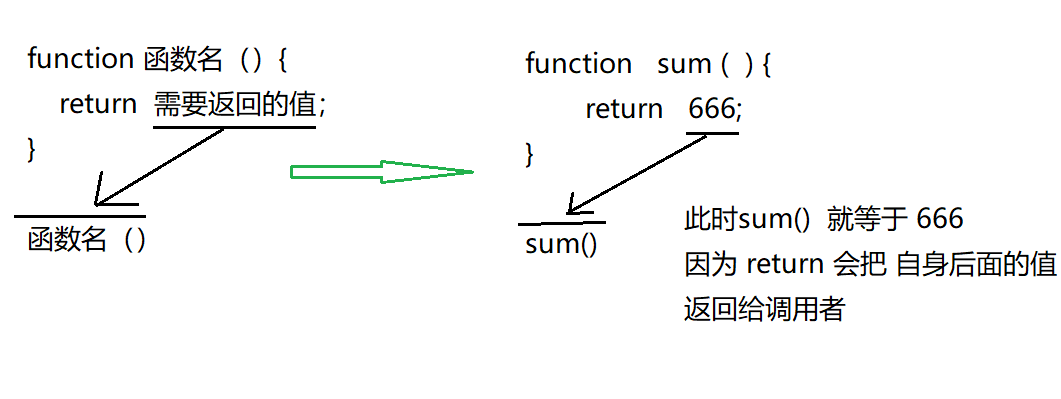 function 函数名（）{
return 需要返回的值；
}
函数名（）
function sum ( ) {
return 666;
}
sum()
此时sum() 就等于 666
因为 return 会把 自身后面的值
返回给调用者